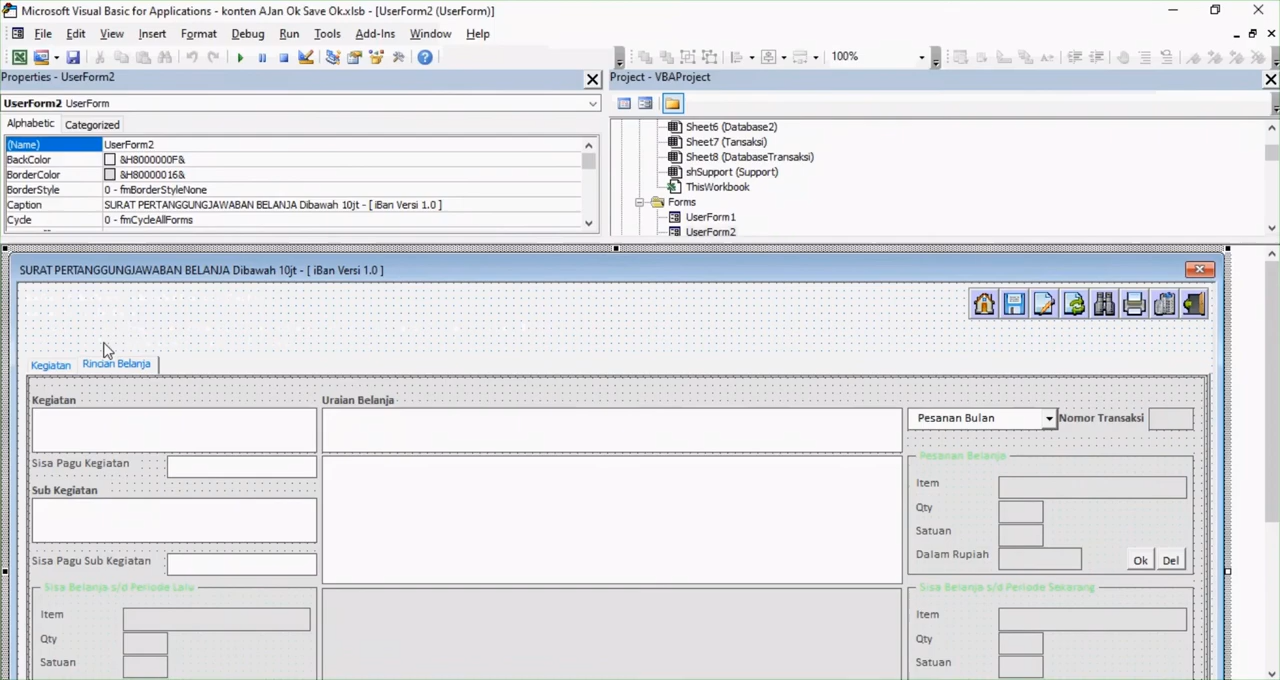 Microsoft Visual Basic for Applications - konten AJan Ok Save Ok.xlsb - [UserForm2 (UserForm)]
File Edit View Insert Format Debug Run Tools Add-Ins Window Help
100%
Properties - UserForm2
Project - VBAProject
UserForm2 UserForm
Alphabetic Categorized
(Name) UserForm2
BackColor &H8000000F&
BorderColor &H80000016&
BorderStyle 0 - fmBorderStyleNone
Caption SURAT PERTANGGUNGJAWABAN BELANJA Dibawah 10jt - [ iBan Versi 1.0 ]
Cycle 0 - fmCycleAllForms
Sheet6 (Database2)
Sheet7 (Tansaksi)
Sheet8 (DatabaseTransaksi)
shSupport (Support)
ThisWorkbook
Forms
UserForm1
UserForm2
SURAT PERTANGGUNGJAWABAN BELANJA Dibawah 10jt - [ iBan Versi 1.0 ]
Kegiatan Rincian Belanja
Kegiatan
Uraian Belanja
Pesanan Bulan
Nomor Transaksi
Sisa Pagu Kegiatan
Sub Kegiatan
Sisa Pagu Sub Kegiatan
Pesanan Belanja
Item
Qty
Satuan
Dalam Rupiah
Ok Del
Sisa Belanja s/d Periode Lalu
Item
Qty
Satuan
Sisa Belanja s/d Periode Sekarang
Item
Qty
Satuan